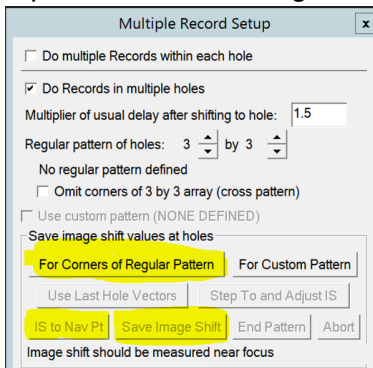 Multiple Record Setup x
Do multiple Records within each hole
Do Records in multiple holes
Multiplier of usual delay after shifting to hole: 1.5
Regular pattern of holes: 3 by 3
No regular pattern defined
Omit corners of 3 by 3 array (cross pattern)
Use custom pattern (NONE DEFINED)
Save image shift values at holes
For Corners of Regular Pattern For Custom Pattern
Use Last Hole Vectors Step To and Adjust IS
IS to Nav Pt Save Image Shift End Pattern Abort
Image shift should be measured near focus